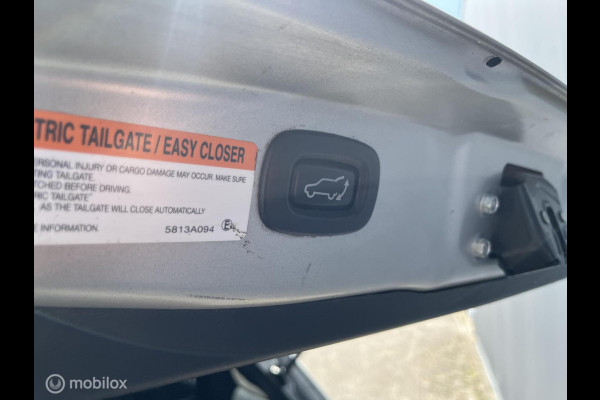 TRIC TAILGATE / EASY CLOSER
ERSONAL INJURY OR CARGO DAMAGE MAY OCCUR. MAKE SURE
TING TAILGATE.
TCHED BEFORE DRIVING.
RIC TAILGATE"
. AS THE TAILGATE WILL CLOSE AUTOMATICALLY
E INFORMATION.
5813A094
mobilox